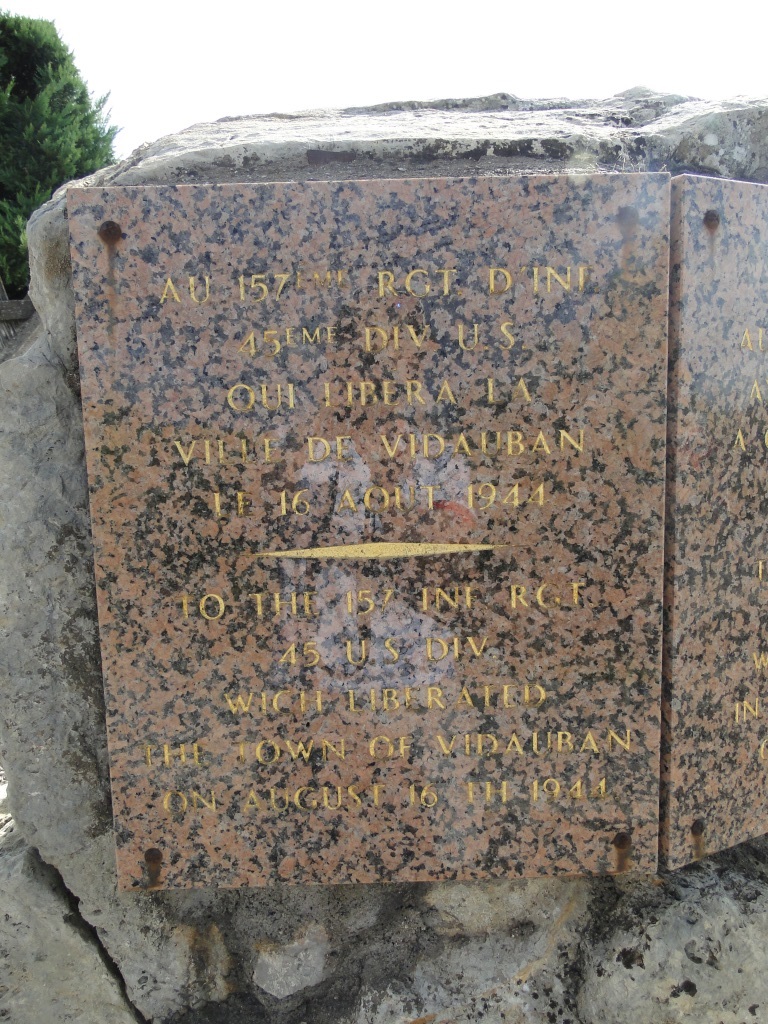 AU 157EME RGT D'INF
45EME DIV U.S.
QUI LIBERA LA
VILLE DE VIDAUBAN
LE 16 AOUT 1944
TO THE 157 INF RGT
45 U.S DIV
WICH LIBERATED
THE TOWN OF VIDAUBAN
ON AUGUST 16 TH 1944